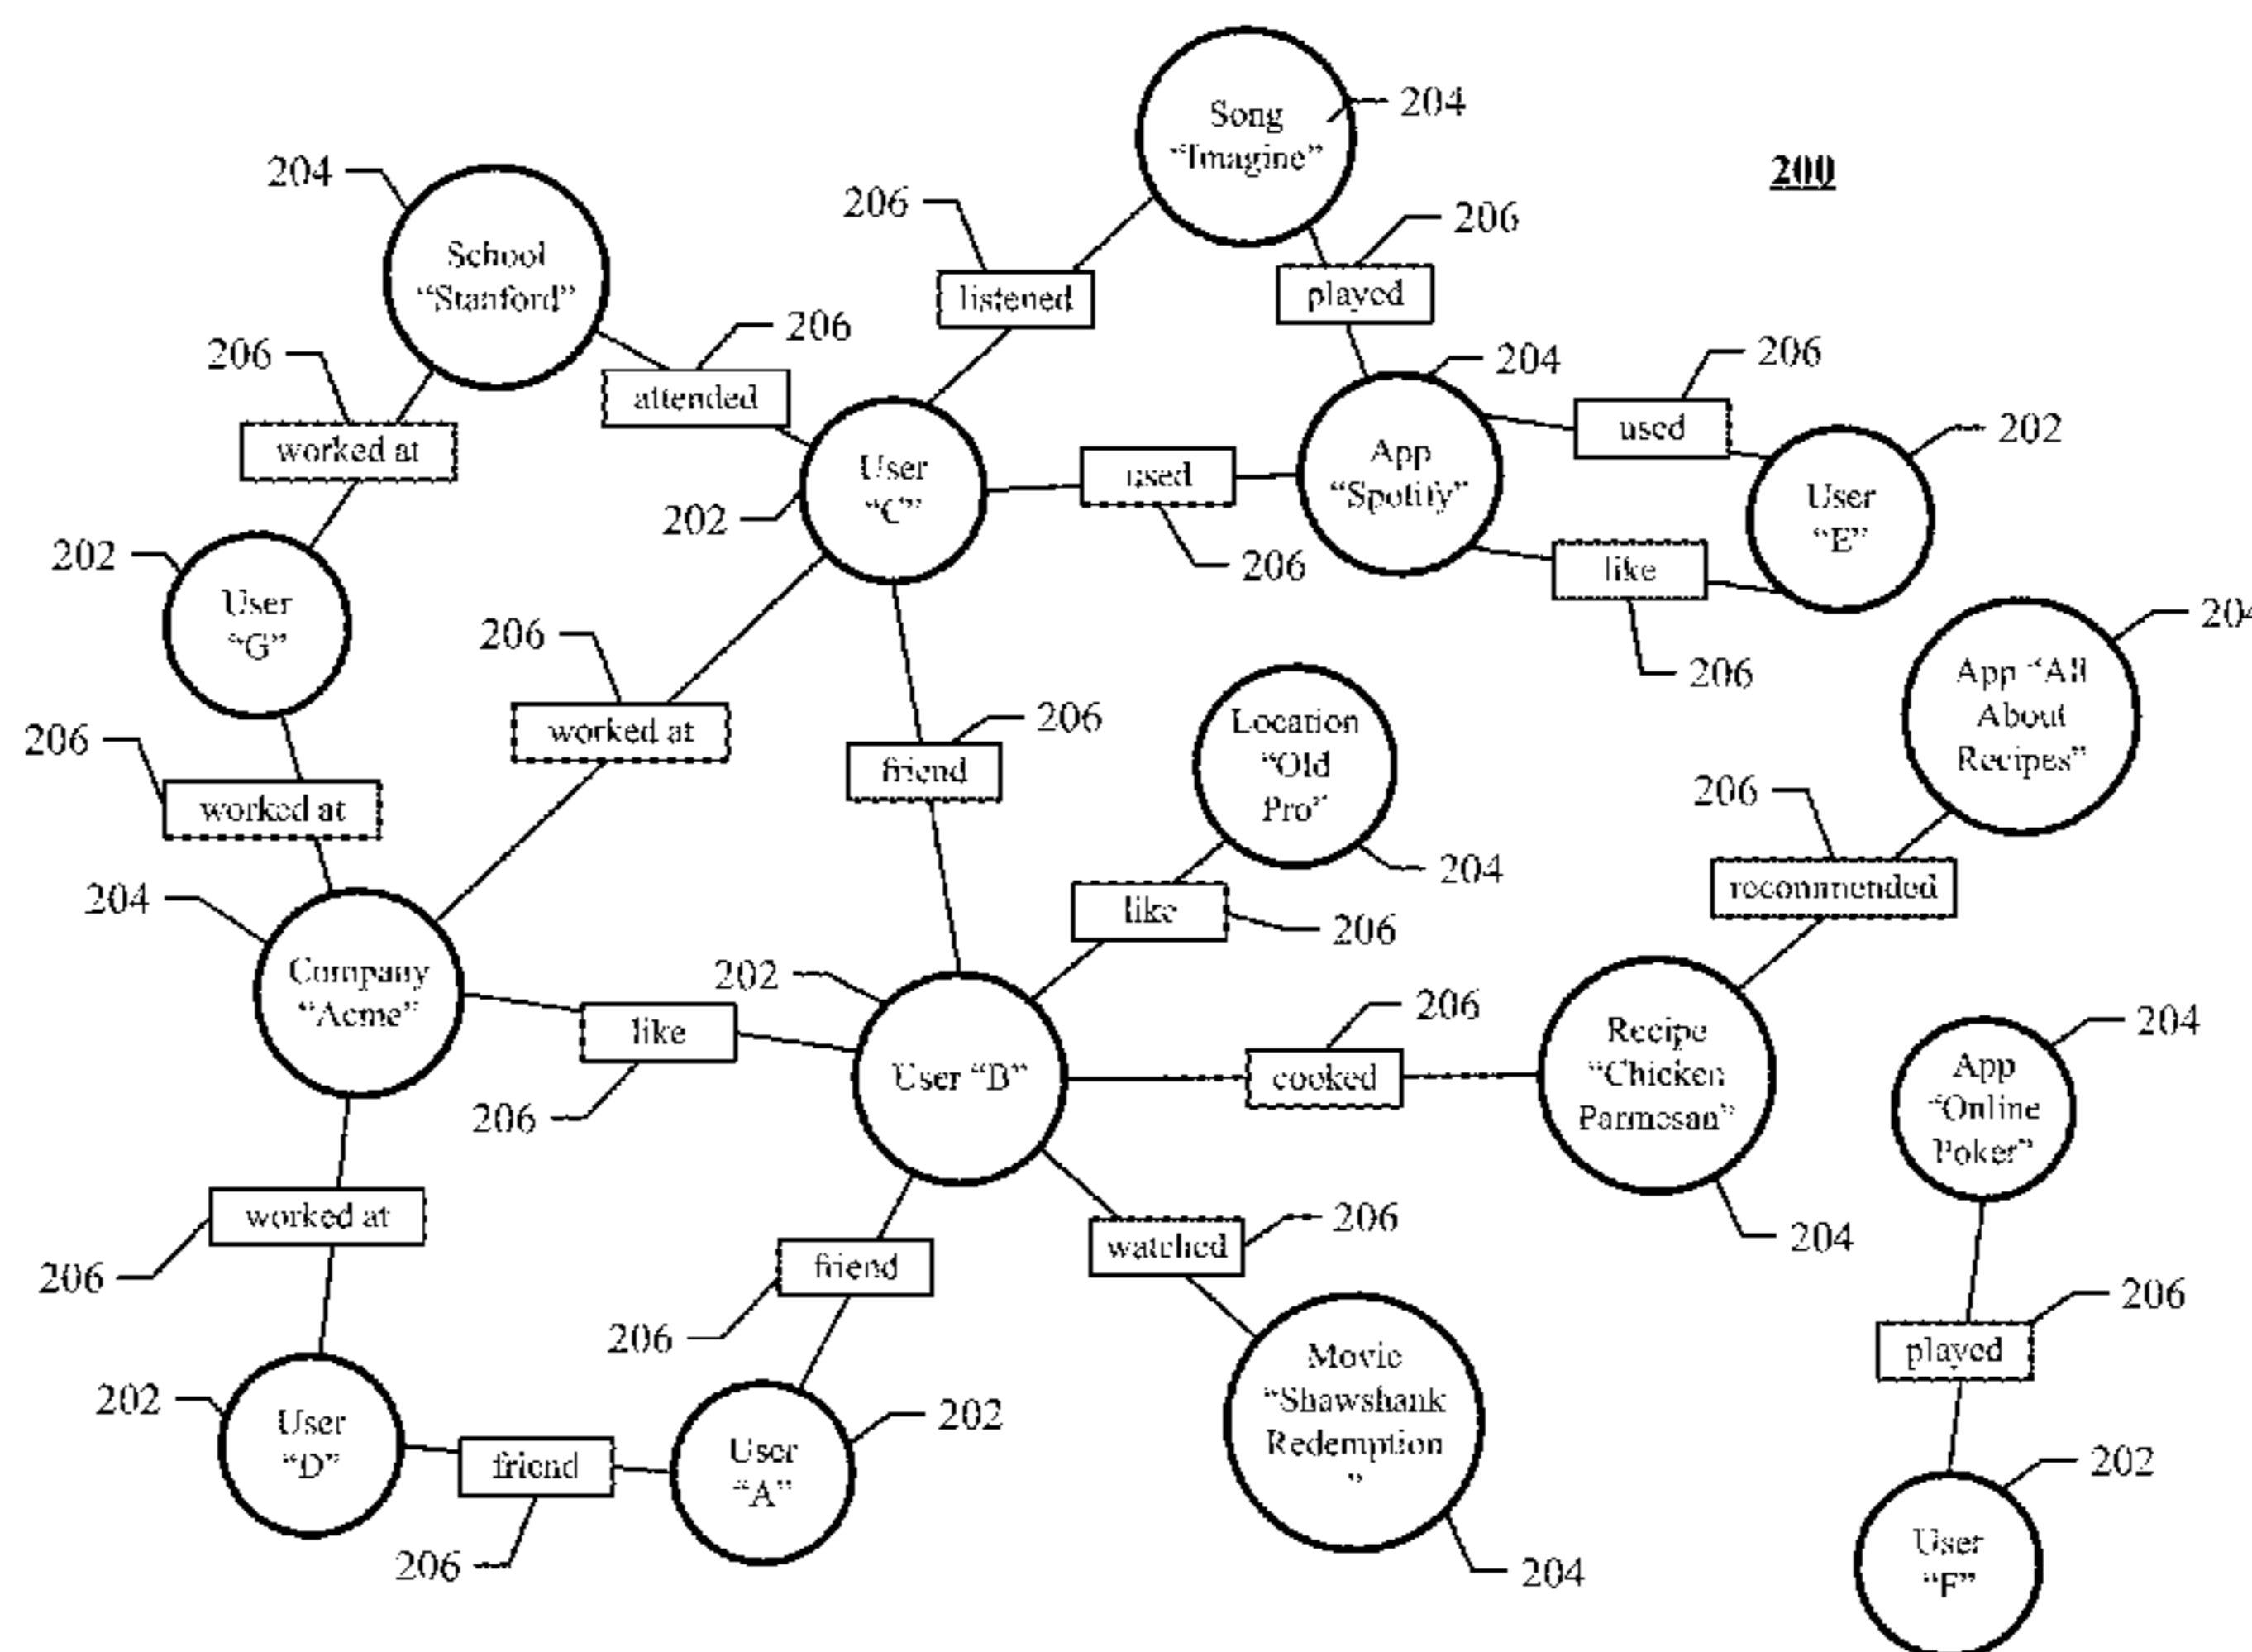 Song
“Imagine”
204
200
204
School
“Stanford”
206
listened
206
played
206
attended
206
worked at
204
App
“Spotify”
206
used
202
User
“E”
User
“C”
202
used
206
like
206
202
User
“G”
206
worked at
206
worked at
206
friend
Location
“Old
Pro”
204
like
206
204
App “All
About
Recipes”
206
recommended
204
Company
“Acme”
like
206
202
User “B”
206
cooked
Recipe
“Chicken
Parmesan”
204
204
App
“Online
Poker”
worked at
206
friend
206
206
watched
Movie
“Shawshank
Redemption
”
204
206
played
202
User
“D”
friend
206
202
User
“A”
202
User
“F”